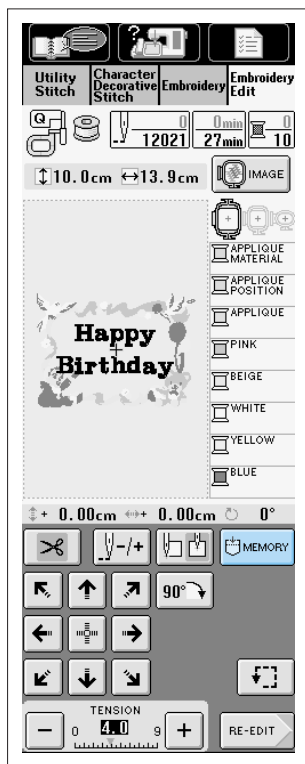 ?
Utility Stitch
Character Decorative Stitch
Embroidery
Embroidery Edit
Q
0
12021
0min
27min
0
10
10.0cm
13.9cm
IMAGE
APPLIQUE MATERIAL
APPLIQUE POSITION
APPLIQUE
PINK
BEIGE
WHITE
YELLOW
BLUE
Happy
Birthday
+ 0.00cm
+ 0.00cm
0°
-/+
MEMORY
90°
TENSION
− 0 4.0 9 +
RE-EDIT